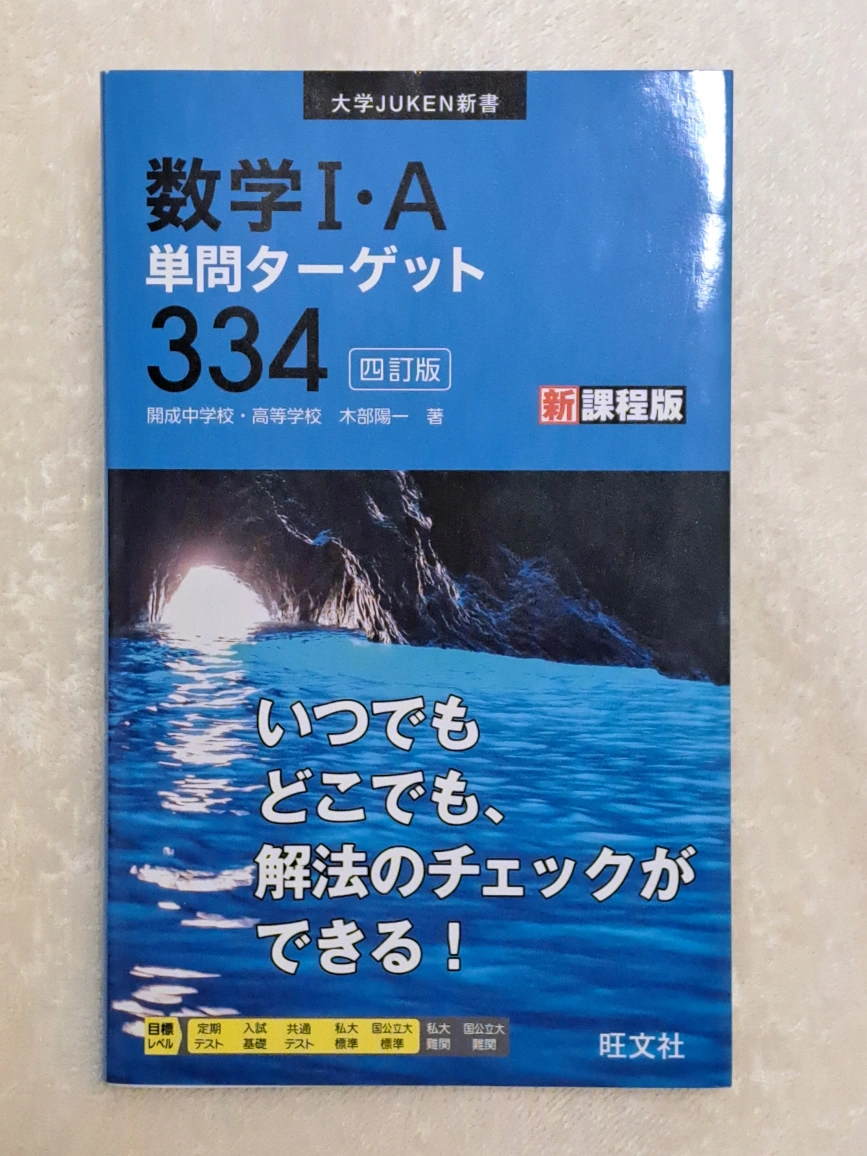 大学JUKEN新書
数学I・A
単問ターゲット
334 四訂版
開成中学校・高等学校 木部陽一 著
新課程版
いつでも
どこでも、
解法のチェックが
できる！
目標レベル 定期テスト 入試基礎 共通テスト 私大標準 国公立大標準 私大難関 国公立大難関
旺文社